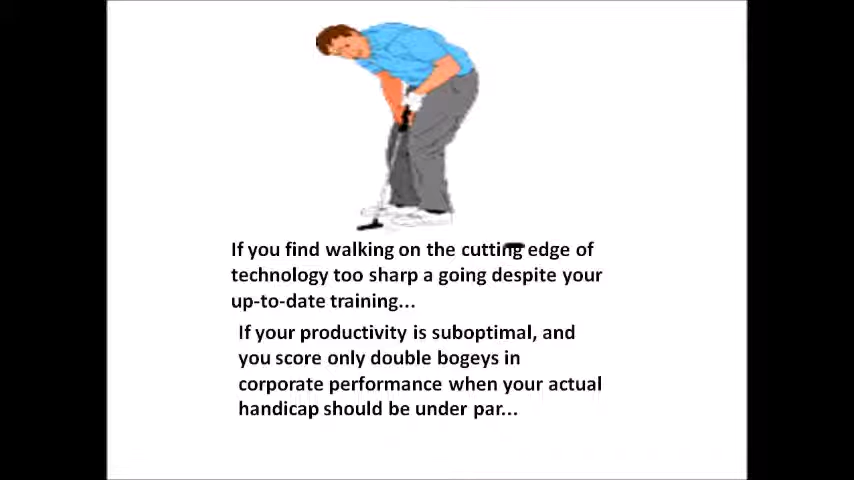 If you find walking on the cutting edge of
technology too sharp a going despite your
up-to-date training...
If your productivity is suboptimal, and
you score only double bogeys in
corporate performance when your actual
handicap should be under par...